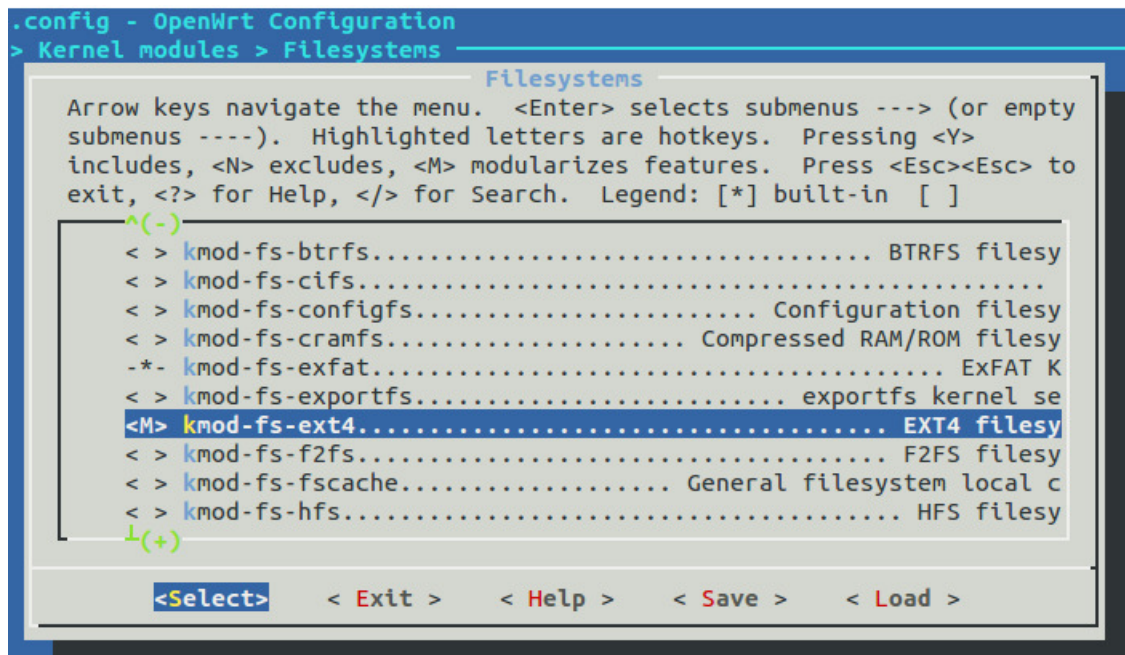 .config - OpenWrt Configuration
> Kernel modules > Filesystems
Filesystems
Arrow keys navigate the menu.  <Enter> selects submenus ---> (or empty
submenus ----).  Highlighted letters are hotkeys.  Pressing <Y>
includes, <N> excludes, <M> modularizes features.  Press <Esc><Esc> to
exit, <?> for Help, </> for Search.  Legend: [*] built-in  [ ]
^(-)
< > kmod-fs-btrfs................................... BTRFS filesy
< > kmod-fs-cifs................................................
< > kmod-fs-configfs........................ Configuration filesy
< > kmod-fs-cramfs..................... Compressed RAM/ROM filesy
-*- kmod-fs-exfat........................................ ExFAT K
< > kmod-fs-exportfs.......................... exportfs kernel se
<M> kmod-fs-ext4..................................... EXT4 filesy
< > kmod-fs-f2fs..................................... F2FS filesy
< > kmod-fs-fscache................... General filesystem local c
< > kmod-fs-hfs....................................... HFS filesy
┴(+)
<Select>    < Exit >    < Help >    < Save >    < Load >